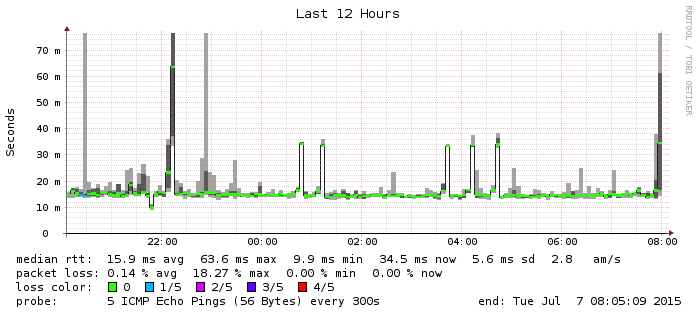 Last 12 Hours
RRDTOOL / TOBI OETIKER
Seconds
70 m
60 m
50 m
40 m
30 m
20 m
10 m
0
22:00 00:00 02:00 04:00 06:00 08:00
median rtt: 15.9 ms avg 63.6 ms max 9.9 ms min 34.5 ms now 5.6 ms sd 2.8 am/s
packet loss: 0.14 % avg 18.27 % max 0.00 % min 0.00 % now
loss color: 0 1/5 2/5 3/5 4/5
probe: 5 ICMP Echo Pings (56 Bytes) every 300s end: Tue Jul 7 08:05:09 2015